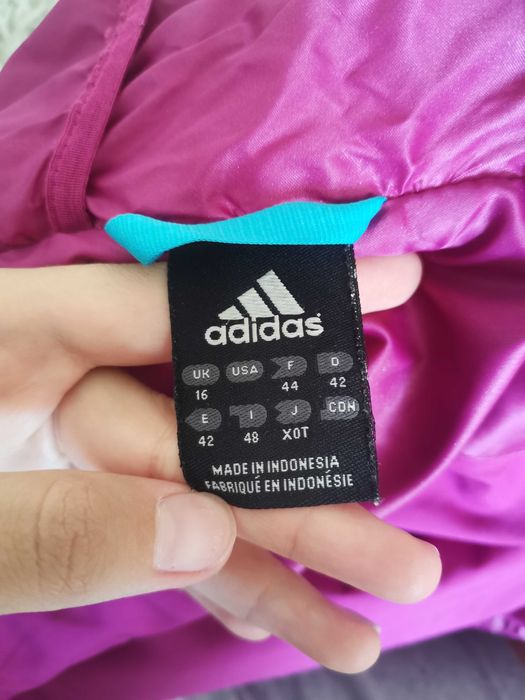 adidas
UK USA F D
16 44 42
E I J CDN
42 48 XOT
MADE IN INDONESIA
FABRIQUÉ EN INDONÉSIE